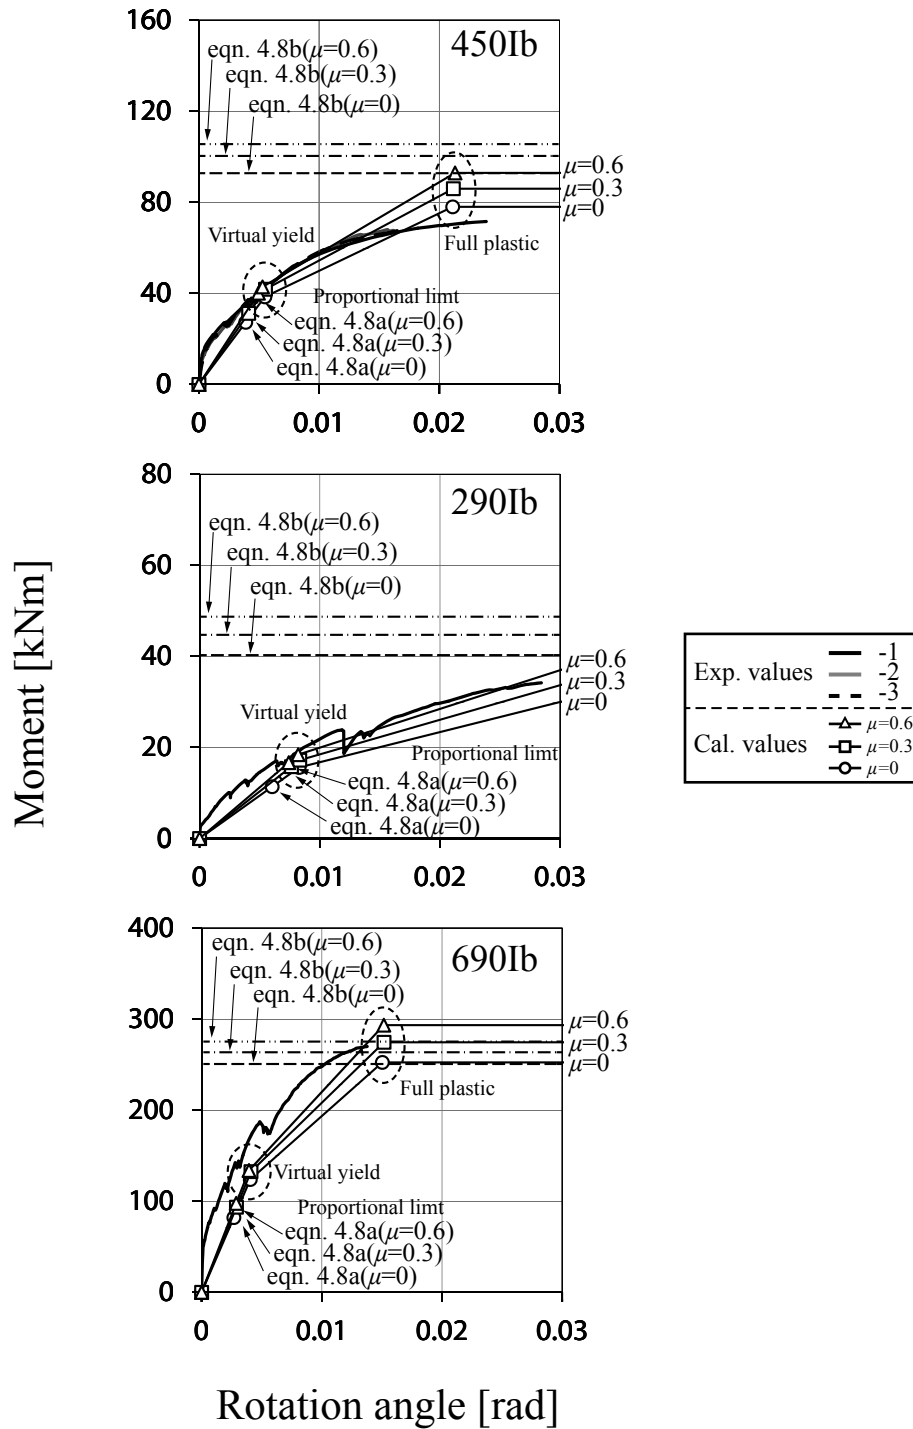 160
450Ib
eqn. 4.8b(μ=0.6)
eqn. 4.8b(μ=0.3)
eqn. 4.8b(μ=0)
120
μ=0.6
μ=0.3
μ=0
80
Virtual yield
Full plastic
40
Proportional limt
eqn. 4.8a(μ=0.6)
eqn. 4.8a(μ=0.3)
eqn. 4.8a(μ=0)
0
0 0.01 0.02 0.03
80
290Ib
eqn. 4.8b(μ=0.6)
eqn. 4.8b(μ=0.3)
eqn. 4.8b(μ=0)
60
40
μ=0.6
μ=0.3
μ=0
Virtual yield
20
Proportional limt
eqn. 4.8a(μ=0.6)
eqn. 4.8a(μ=0.3)
eqn. 4.8a(μ=0)
0
0 0.01 0.02 0.03
Moment [kNm]
Exp. values
-1
-2
-3
Cal. values
μ=0.6
μ=0.3
μ=0
400
690Ib
eqn. 4.8b(μ=0.6)
eqn. 4.8b(μ=0.3)
eqn. 4.8b(μ=0)
300
μ=0.6
μ=0.3
μ=0
Full plastic
200
Virtual yield
100
Proportional limt
eqn. 4.8a(μ=0.6)
eqn. 4.8a(μ=0.3)
eqn. 4.8a(μ=0)
0
0 0.01 0.02 0.03
Rotation angle [rad]